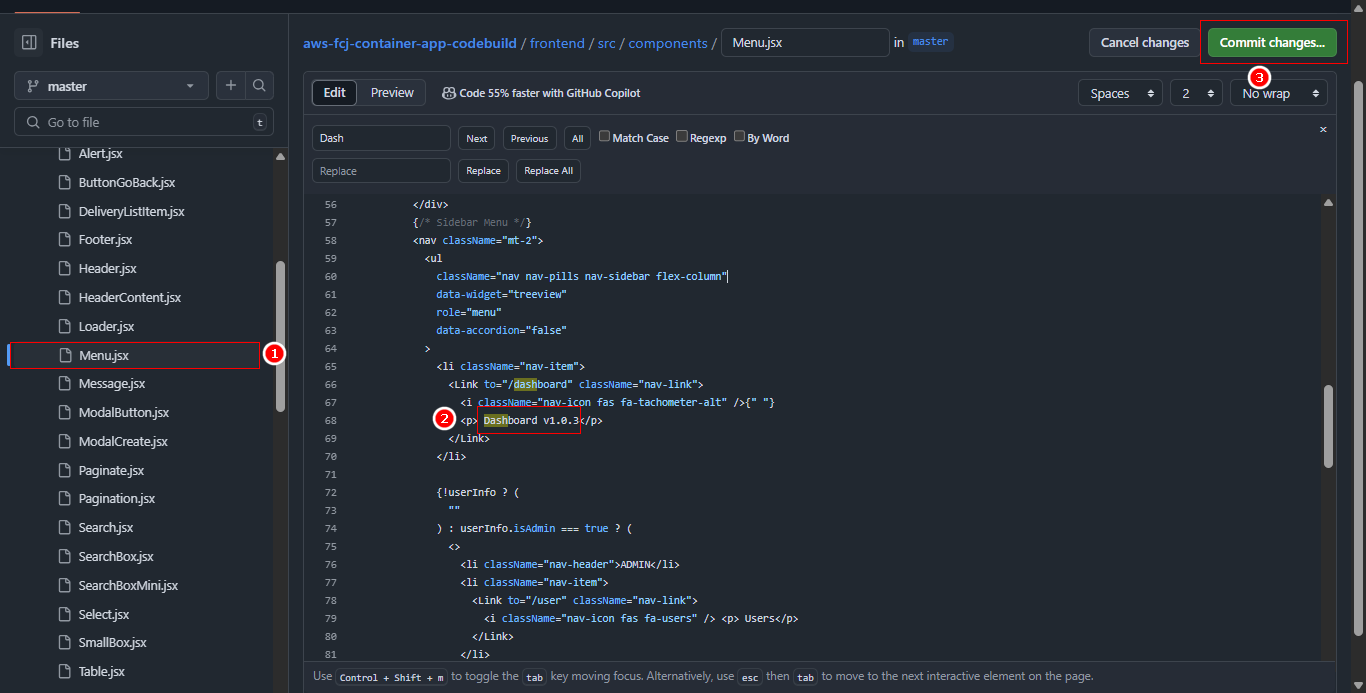 Files
master
Go to file
t
Alert.jsx
ButtonGoBack.jsx
DeliveryListItem.jsx
Footer.jsx
Header.jsx
HeaderContent.jsx
Loader.jsx
Menu.jsx
1
Message.jsx
ModalButton.jsx
ModalCreate.jsx
Paginate.jsx
Pagination.jsx
Search.jsx
SearchBox.jsx
SearchBoxMini.jsx
Select.jsx
SmallBox.jsx
Table.jsx
aws-fcj-container-app-codebuild / frontend / src / components / Menu.jsx in master
Cancel changes
Commit changes...
3
Edit
Preview
Code 55% faster with GitHub Copilot
Spaces
2
No wrap
Dash
Next
Previous
All
Match Case
Regexp
By Word
×
Replace
Replace
Replace All
56 </div>
57 {/* Sidebar Menu */}
58 <nav className="mt-2">
59 <ul
60 className="nav nav-pills nav-sidebar flex-column"
61 data-widget="treeview"
62 role="menu"
63 data-accordion="false"
64 >
65 <li className="nav-item">
66 <Link to="/dashboard" className="nav-link">
67 <i className="nav-icon fas fa-tachometer-alt" />{" "}
2
68 <p> Dashboard v1.0.3</p>
69 </Link>
70 </li>
71
72 {!userInfo ? (
73 ""
74 ) : userInfo.isAdmin === true ? (
75 <>
76 <li className="nav-header">ADMIN</li>
77 <li className="nav-item">
78 <Link to="/user" className="nav-link">
79 <i className="nav-icon fas fa-users" /> <p> Users</p>
80 </Link>
81 </li>
Use Control + Shift + m to toggle the tab key moving focus. Alternatively, use esc then tab to move to the next interactive element on the page.